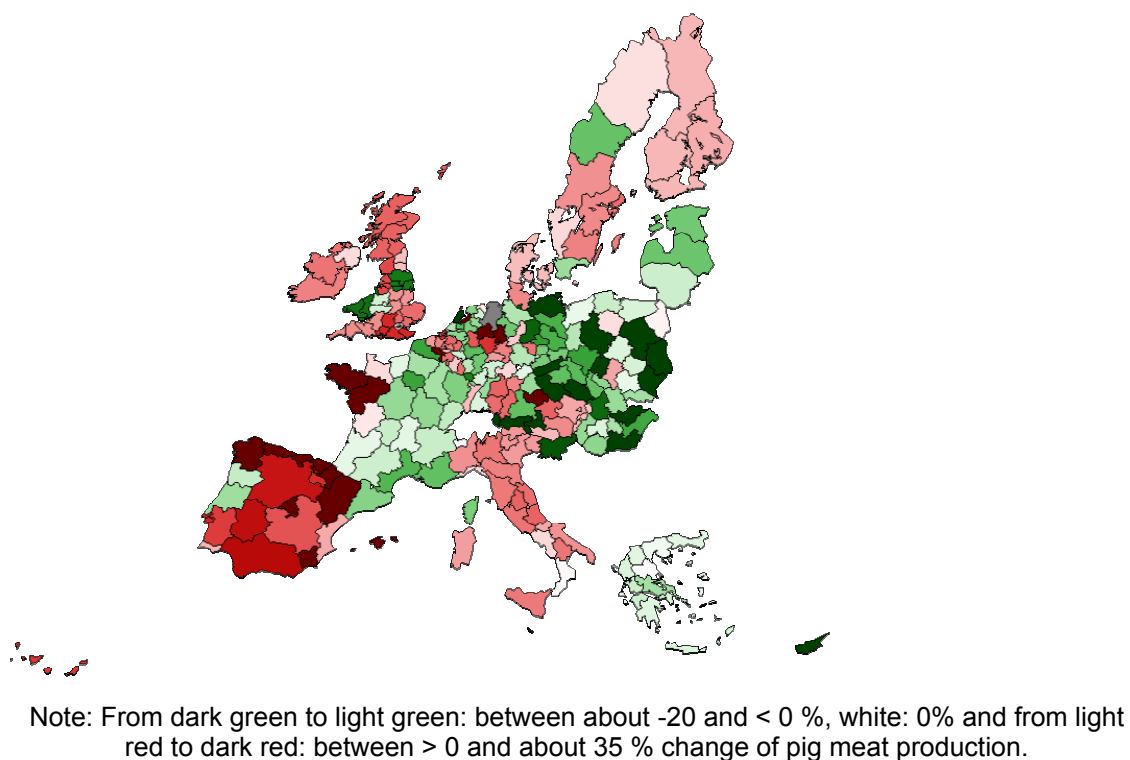 Note: From dark green to light green: between about -20 and < 0 %, white: 0% and from light
red to dark red: between > 0 and about 35 % change of pig meat production.